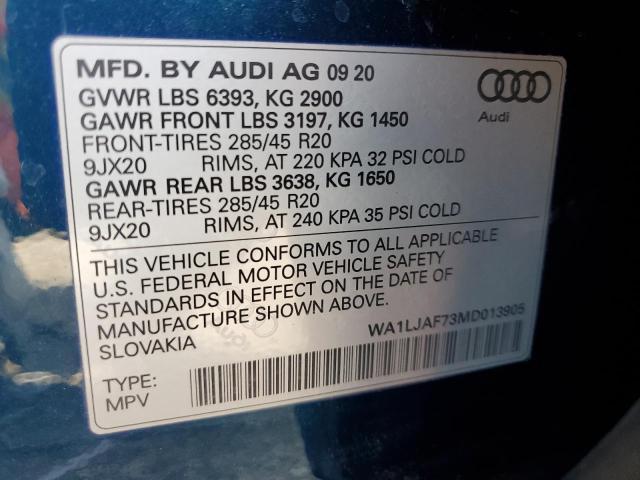 MFD. BY AUDI AG 09 20
GVWR LBS 6393, KG 2900
GAWR FRONT LBS 3197, KG 1450
FRONT-TIRES 285/45 R20
9JX20 RIMS, AT 220 KPA 32 PSI COLD
GAWR REAR LBS 3638, KG 1650
REAR-TIRES 285/45 R20
9JX20 RIMS, AT 240 KPA 35 PSI COLD
Audi
THIS VEHICLE CONFORMS TO ALL APPLICABLE
U.S. FEDERAL MOTOR VEHICLE SAFETY
STANDARDS IN EFFECT ON THE DATE OF
MANUFACTURE SHOWN ABOVE.
SLOVAKIA
WA1LJAF73MD013905
TYPE:
MPV